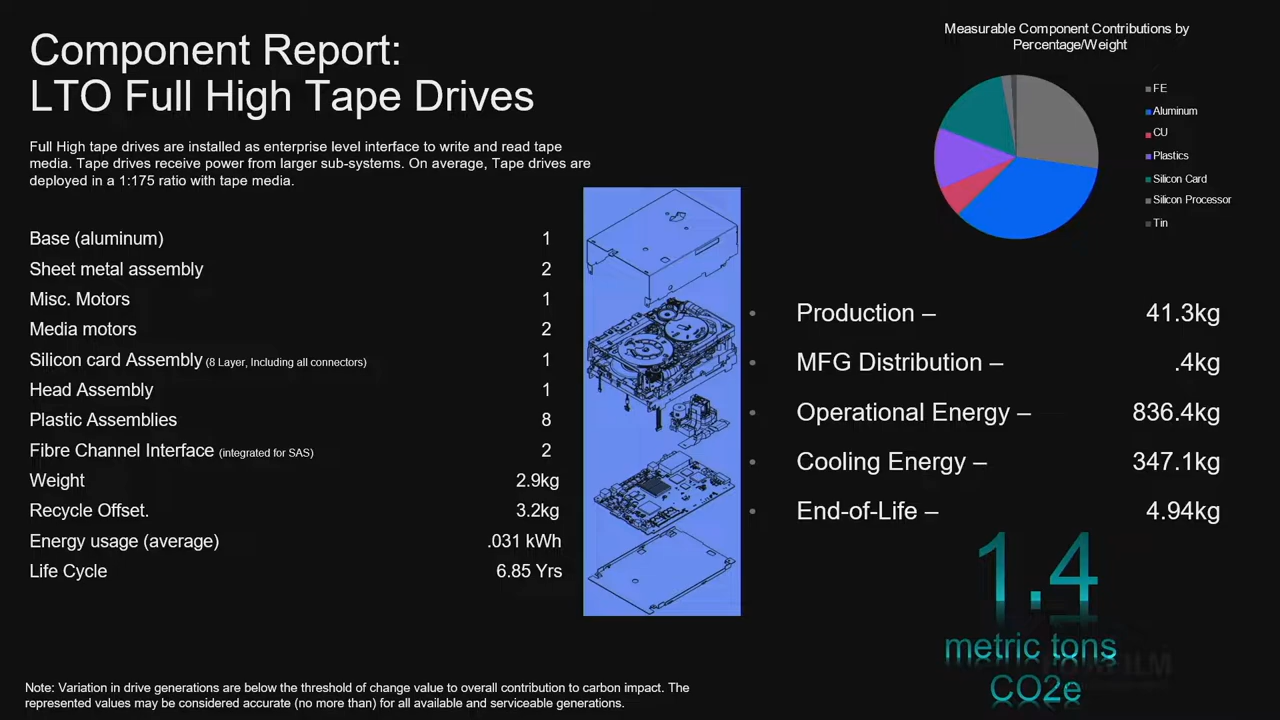 Component Report:
LTO Full High Tape Drives
Full High tape drives are installed as enterprise level interface to write and read tape
media. Tape drives receive power from larger sub-systems. On average, Tape drives are
deployed in a 1:175 ratio with tape media.
Base (aluminum) 1
Sheet metal assembly 2
Misc. Motors 1
Media motors 2
Silicon card Assembly (8 Layer, Including all connectors) 1
Head Assembly 1
Plastic Assemblies 8
Fibre Channel Interface (integrated for SAS) 2
Weight 2.9kg
Recycle Offset. 3.2kg
Energy usage (average) .031 kWh
Life Cycle 6.85 Yrs
Measurable Component Contributions by
Percentage/Weight
FE
Aluminum
CU
Plastics
Silicon Card
Silicon Processor
Tin
• Production – 41.3kg
• MFG Distribution – .4kg
• Operational Energy – 836.4kg
• Cooling Energy – 347.1kg
• End-of-Life – 4.94kg
1.4
metric tons
CO2e
Note: Variation in drive generations are below the threshold of change value to overall contribution to carbon impact. The
represented values may be considered accurate (no more than) for all available and serviceable generations.